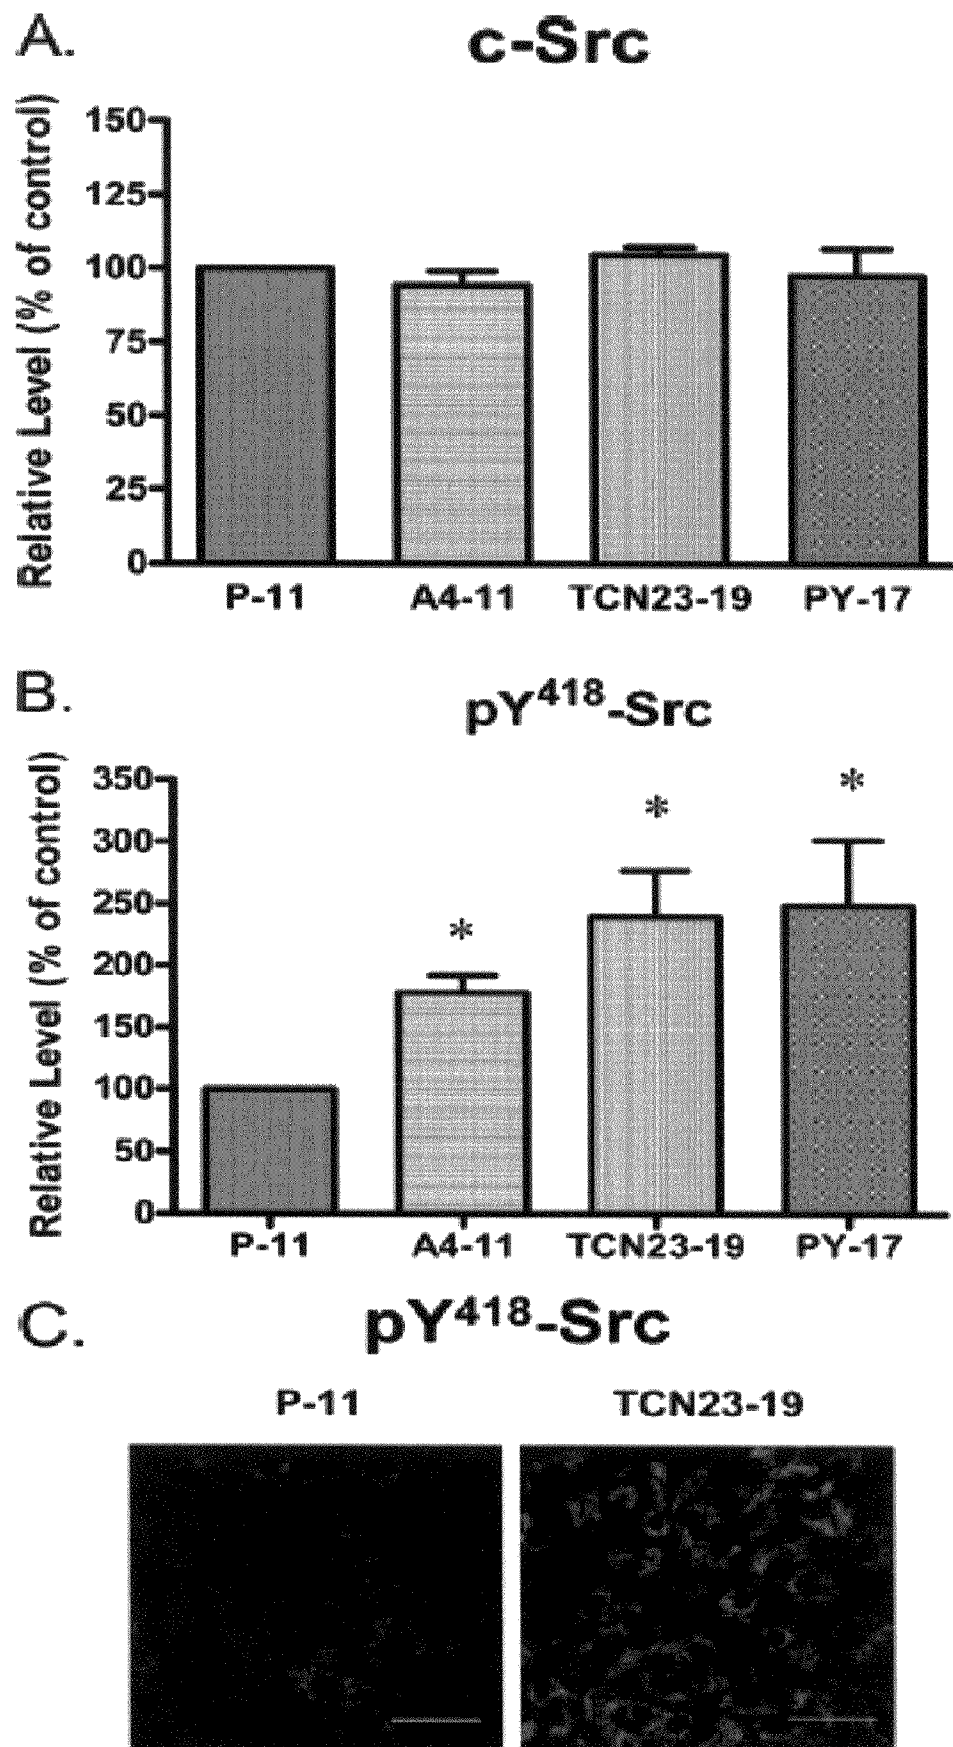 A.
c-Src
Relative Level (% of control)
150
125
100
75
50
25
0
P-11 A4-11 TCN23-19 PY-17
B.
pY⁴¹⁸-Src
Relative Level (% of control)
350
300
250
200
150
100
50
0
* * *
P-11 A4-11 TCN23-19 PY-17
C.
pY⁴¹⁸-Src
P-11 TCN23-19